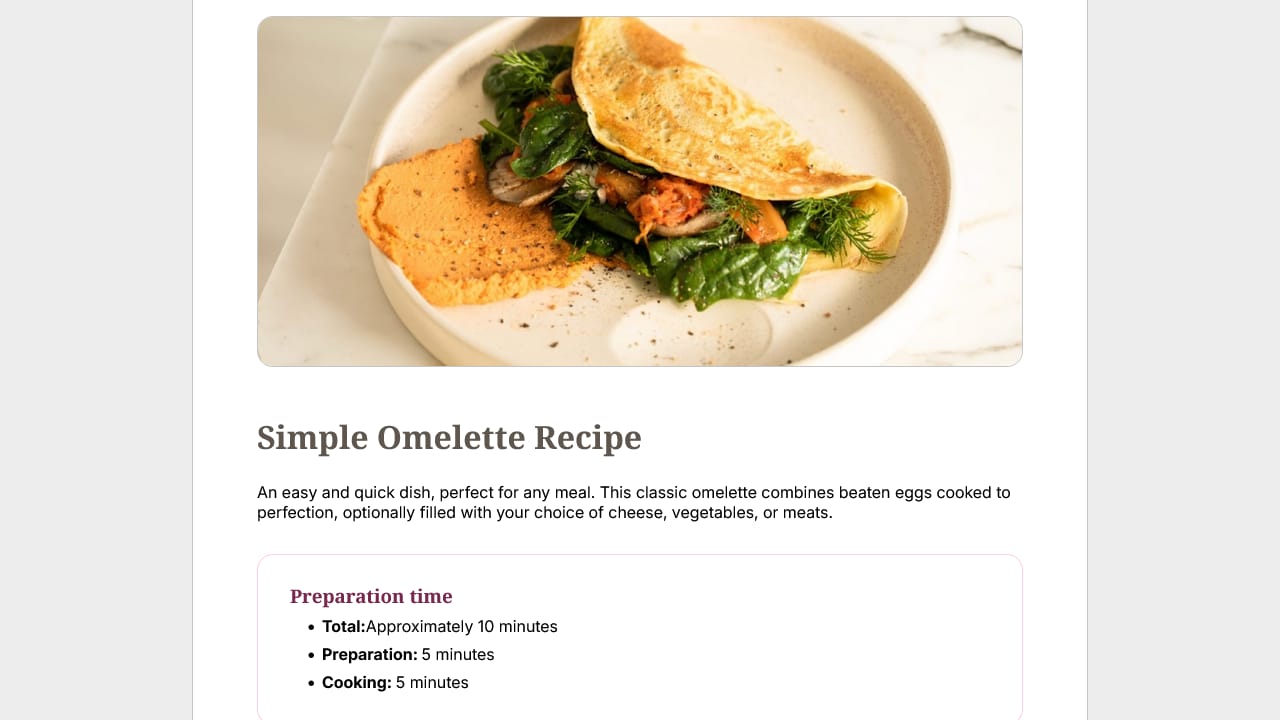 Simple Omelette Recipe
An easy and quick dish, perfect for any meal. This classic omelette combines beaten eggs cooked to
perfection, optionally filled with your choice of cheese, vegetables, or meats.
Preparation time
• Total:Approximately 10 minutes
• Preparation: 5 minutes
• Cooking: 5 minutes